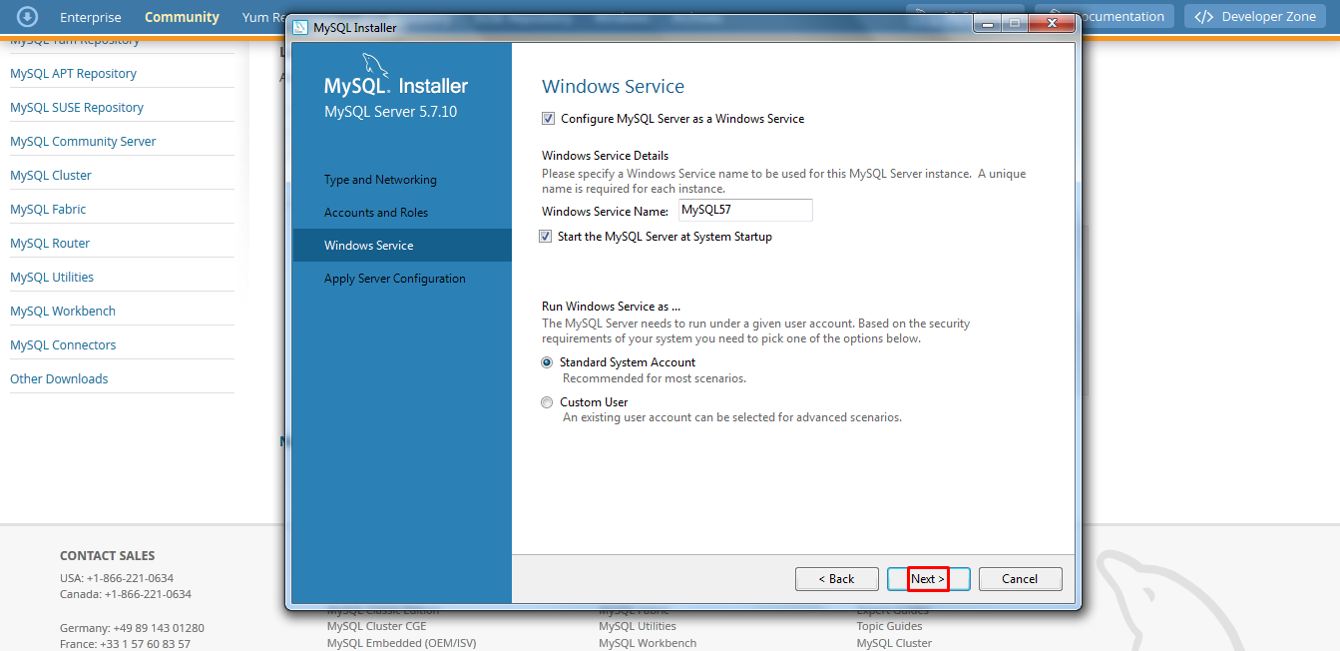 Enterprise
Community
Yum Re
ocumentation
Developer Zone
MySQL Yum Repository
MySQL APT Repository
MySQL SUSE Repository
MySQL Community Server
MySQL Cluster
MySQL Fabric
MySQL Router
MySQL Utilities
MySQL Workbench
MySQL Connectors
Other Downloads
MySQL Installer
MySQL. Installer
MySQL Server 5.7.10
Type and Networking
Accounts and Roles
Windows Service
Apply Server Configuration
Windows Service
Configure MySQL Server as a Windows Service
Windows Service Details
Please specify a Windows Service name to be used for this MySQL Server instance. A unique
name is required for each instance.
Windows Service Name: MySQL57
Start the MySQL Server at System Startup
Run Windows Service as ...
The MySQL Server needs to run under a given user account. Based on the security
requirements of your system you need to pick one of the options below.
Standard System Account
Recommended for most scenarios.
Custom User
An existing user account can be selected for advanced scenarios.
< Back
Next >
Cancel
CONTACT SALES
USA: +1-866-221-0634
Canada: +1-866-221-0634
Germany: +49 89 143 01280
France: +33 1 57 60 83 57
MySQL Classic Edition
MySQL Cluster CGE
MySQL Embedded (OEM/ISV)
MySQL Fabric
MySQL Utilities
MySQL Workbench
Expert Guides
Topic Guides
MySQL Cluster